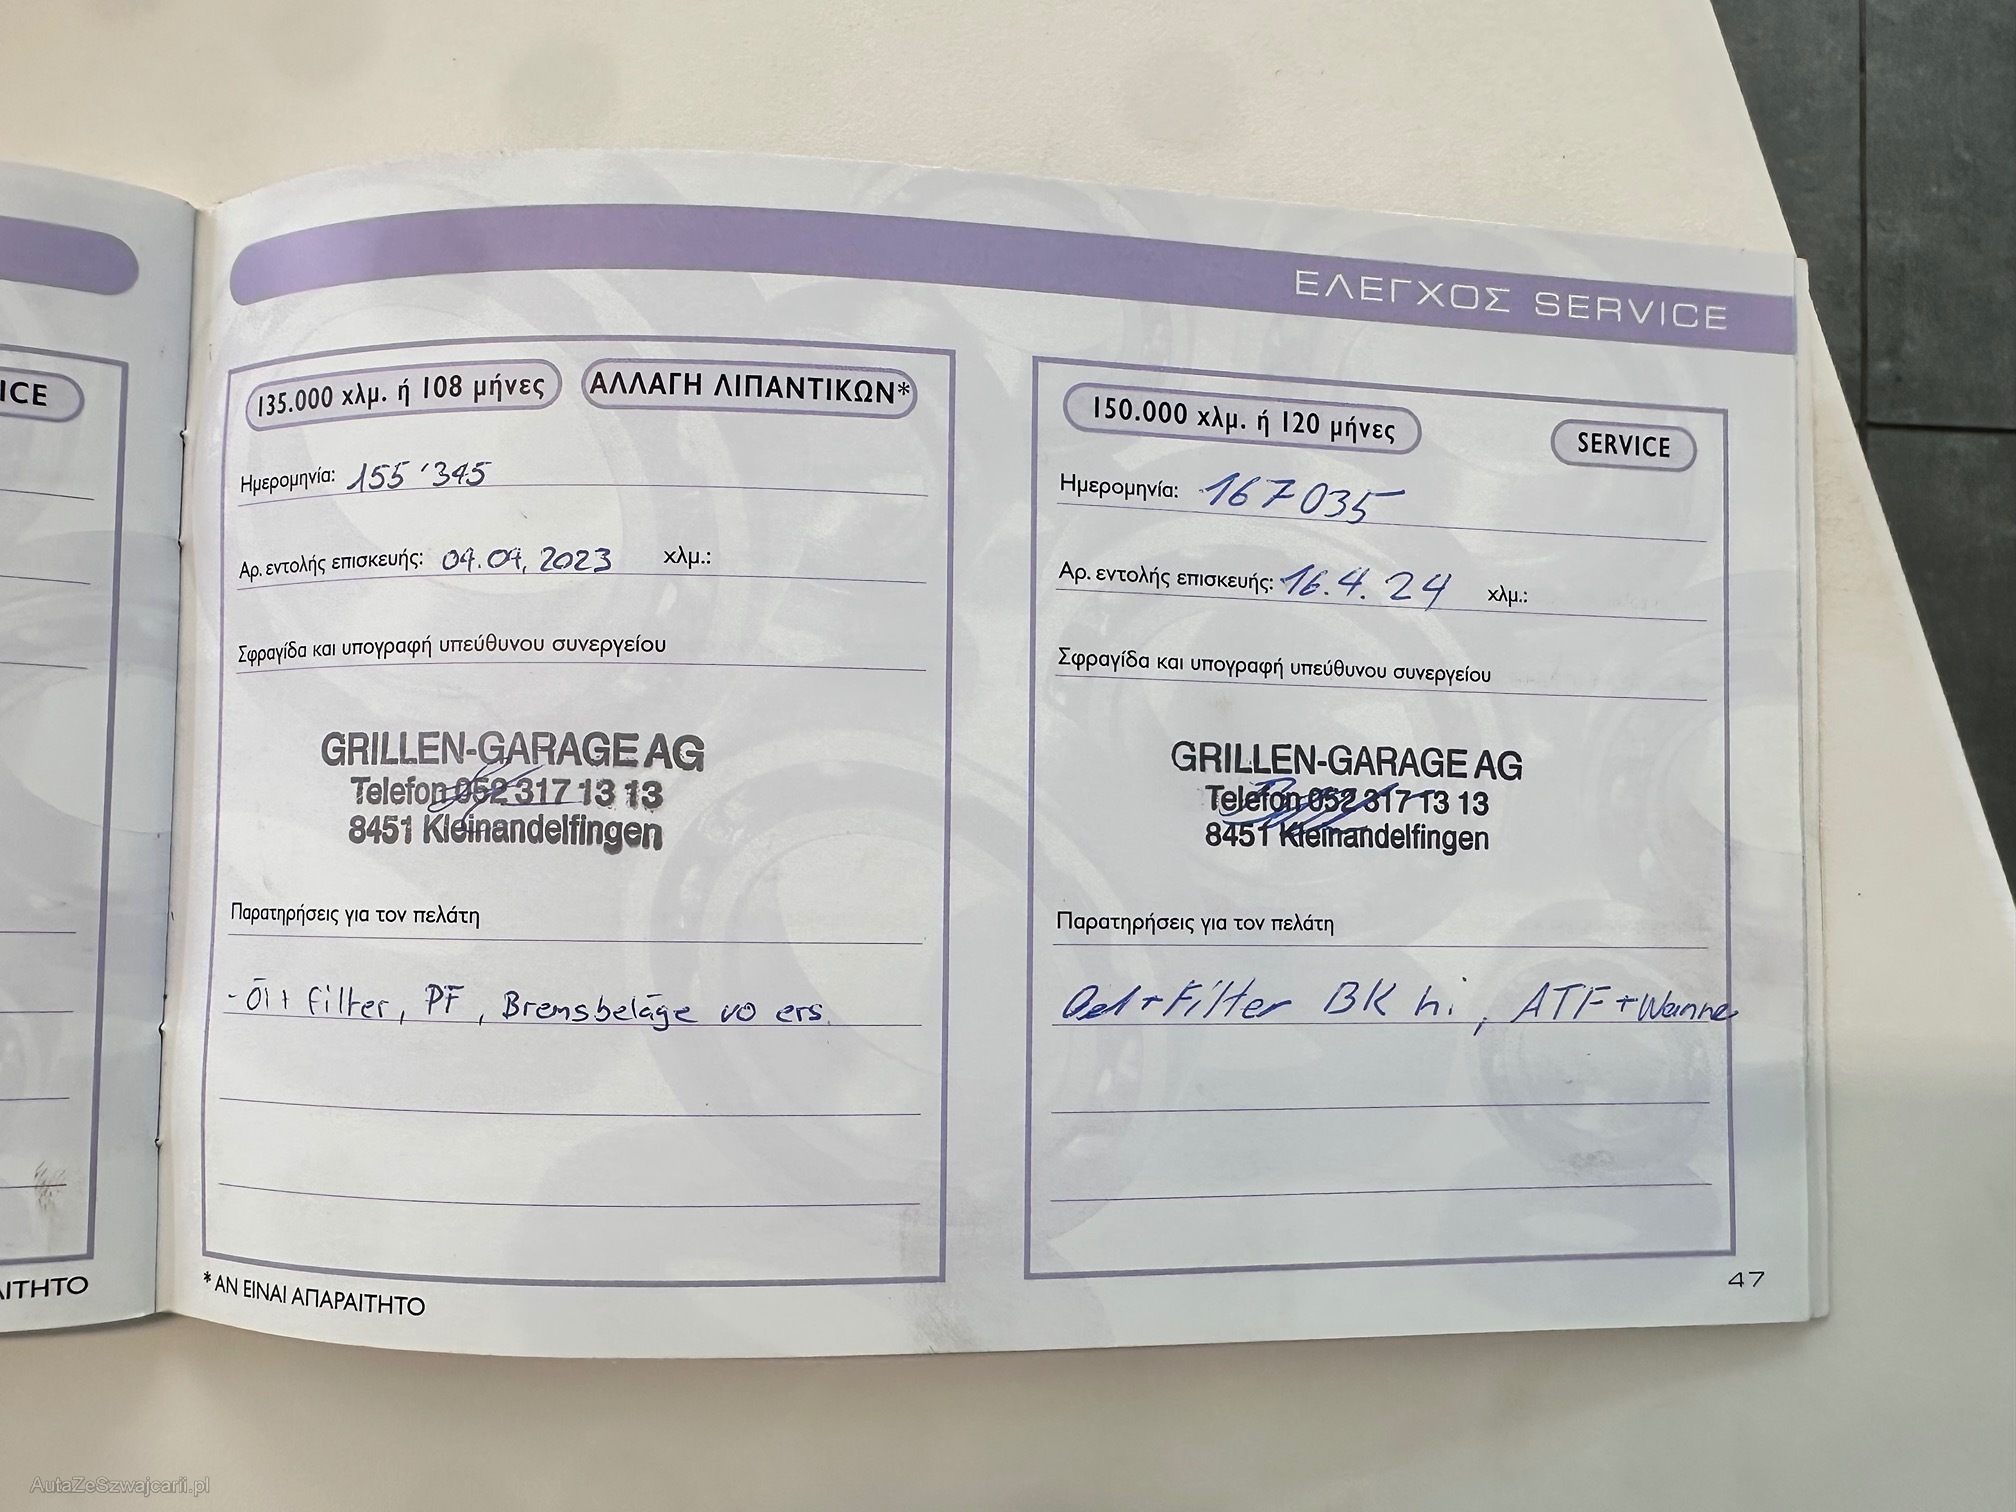 ICE
ΑΙΤΗΤΟ
ΕΛΕΓΧΟΣ SERVICE
135.000 χλμ. ή 108 μήνες
ΑΛΛΑΓΗ ΛΙΠΑΝΤΙΚΩΝ*
Ημερομηνία: 155'345
Αρ. εντολής επισκευής: 04.09.2023 χλμ.:
Σφραγίδα και υπογραφή υπεύθυνου συνεργείου
GRILLEN-GARAGE AG
Telefon 052 317 13 13
8451 Kleinandelfingen
Παρατηρήσεις για τον πελάτη
- Öl + filter, PF, Bremsbeläge vo ers.
* ΑΝ ΕΙΝΑΙ ΑΠΑΡΑΙΤΗΤΟ
150.000 χλμ. ή 120 μήνες
SERVICE
Ημερομηνία: 167035
Αρ. εντολής επισκευής: 16.4.24 χλμ.:
Σφραγίδα και υπογραφή υπεύθυνου συνεργείου
GRILLEN-GARAGE AG
Telefon 052 317 13 13
8451 Kleinandelfingen
Παρατηρήσεις για τον πελάτη
Oel + Filter BK hi, ATF + Wanne
47
AutaZeSzwajcarii.pl